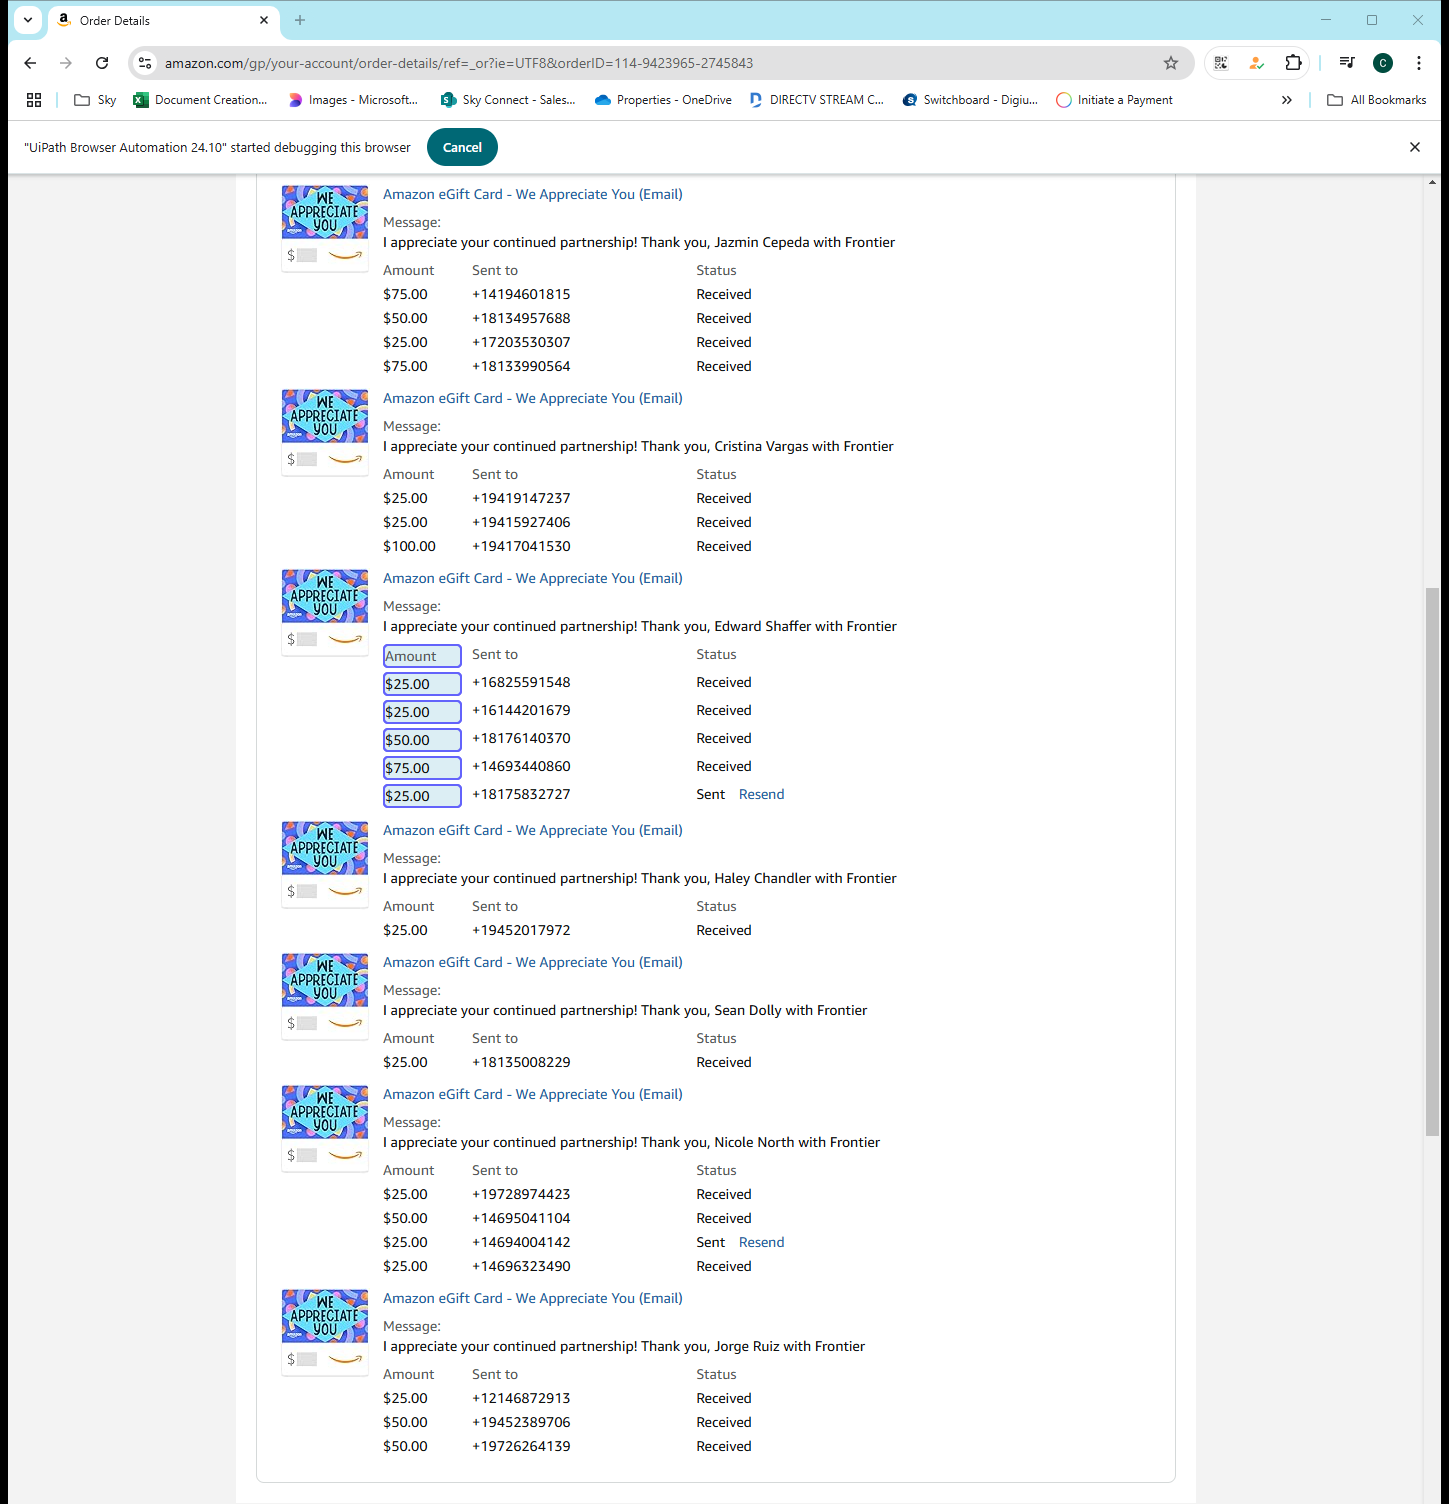 Order Details
amazon.com/gp/your-account/order-details/ref=_or?ie=UTF8&orderID=114-9423965-2745843
C
Sky Document Creation... Images - Microsoft... Sky Connect - Sales... Properties - OneDrive DIRECTV STREAM C... Switchboard - Digiu... Initiate a Payment » All Bookmarks
"UiPath Browser Automation 24.10" started debugging this browser Cancel
WE APPRECIATE YOU
$
Amazon eGift Card - We Appreciate You (Email)
Message:
I appreciate your continued partnership! Thank you, Jazmin Cepeda with Frontier
Amount Sent to Status
$75.00 +14194601815 Received
$50.00 +18134957688 Received
$25.00 +17203530307 Received
$75.00 +18133990564 Received
WE APPRECIATE YOU
$
Amazon eGift Card - We Appreciate You (Email)
Message:
I appreciate your continued partnership! Thank you, Cristina Vargas with Frontier
Amount Sent to Status
$25.00 +19419147237 Received
$25.00 +19415927406 Received
$100.00 +19417041530 Received
WE APPRECIATE YOU
$
Amazon eGift Card - We Appreciate You (Email)
Message:
I appreciate your continued partnership! Thank you, Edward Shaffer with Frontier
Amount Sent to Status
$25.00 +16825591548 Received
$25.00 +16144201679 Received
$50.00 +18176140370 Received
$75.00 +14693440860 Received
$25.00 +18175832727 Sent Resend
WE APPRECIATE YOU
$
Amazon eGift Card - We Appreciate You (Email)
Message:
I appreciate your continued partnership! Thank you, Haley Chandler with Frontier
Amount Sent to Status
$25.00 +19452017972 Received
WE APPRECIATE YOU
$
Amazon eGift Card - We Appreciate You (Email)
Message:
I appreciate your continued partnership! Thank you, Sean Dolly with Frontier
Amount Sent to Status
$25.00 +18135008229 Received
WE APPRECIATE YOU
$
Amazon eGift Card - We Appreciate You (Email)
Message:
I appreciate your continued partnership! Thank you, Nicole North with Frontier
Amount Sent to Status
$25.00 +19728974423 Received
$50.00 +14695041104 Received
$25.00 +14694004142 Sent Resend
$25.00 +14696323490 Received
WE APPRECIATE YOU
$
Amazon eGift Card - We Appreciate You (Email)
Message:
I appreciate your continued partnership! Thank you, Jorge Ruiz with Frontier
Amount Sent to Status
$25.00 +12146872913 Received
$50.00 +19452389706 Received
$50.00 +19726264139 Received